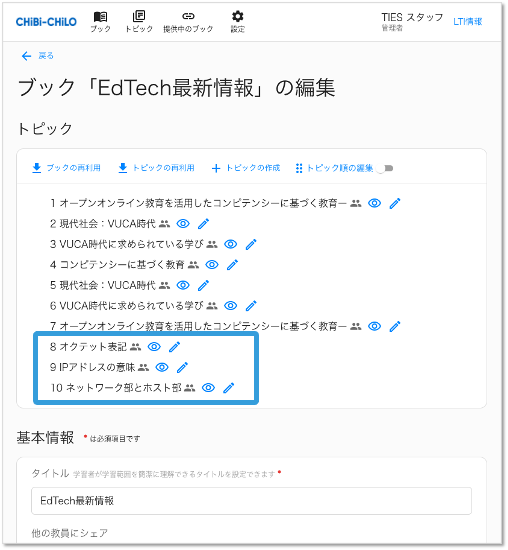 CHiBi-CHiLO
ブック
トピック
提供中のブック
設定
TIES スタッフ
管理者
LTI情報
戻る
ブック「EdTech最新情報」の編集
トピック
ブックの再利用
トピックの再利用
トピックの作成
トピック順の編集
1 オープンオンライン教育を活用したコンピテンシーに基づく教育ー
2 現代社会：VUCA時代
3 VUCA時代に求められている学び
4 コンピテンシーに基づく教育
5 現代社会：VUCA時代
6 VUCA時代に求められている学び
7 オープンオンライン教育を活用したコンピテンシーに基づく教育ー
8 オクテット表記
9 IPアドレスの意味
10 ネットワーク部とホスト部
基本情報 * は必須項目です
タイトル 学習者が学習範囲を簡潔に理解できるタイトルを設定できます *
EdTech最新情報
他の教員にシェア